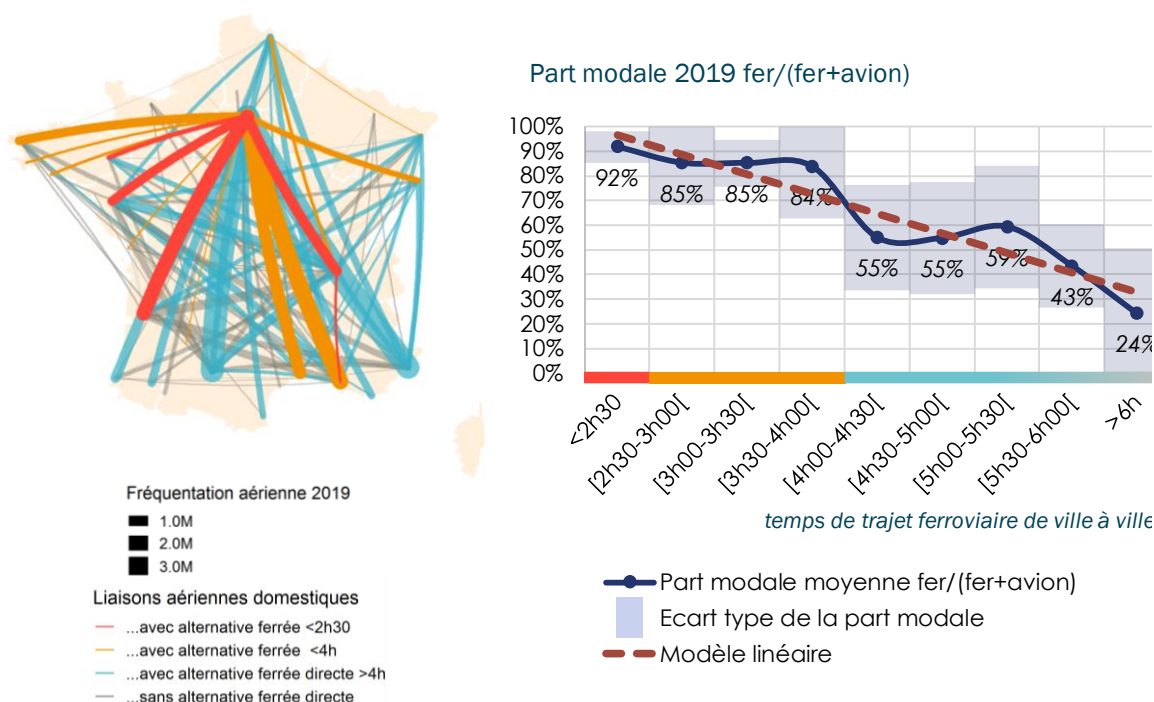 Part modale 2019 fer/(fer+avion)
100%
90%
80%
70%
60%
50%
40%
30%
20%
10%
0%
92%
85%
85%
84%
55%
55%
59%
43%
24%
<2h30
[2h30-3h00[
[3h00-3h30[
[3h30-4h00[
[4h00-4h30[
[4h30-5h00[
[5h00-5h30[
[5h30-6h00[
>6h
temps de trajet ferroviaire de ville à ville
Part modale moyenne fer/(fer+avion)
Ecart type de la part modale
Modèle linéaire
Fréquentation aérienne 2019
1.0M
2.0M
3.0M
Liaisons aériennes domestiques
...avec alternative ferrée <2h30
...avec alternative ferrée <4h
...avec alternative ferrée directe >4h
...sans alternative ferrée directe